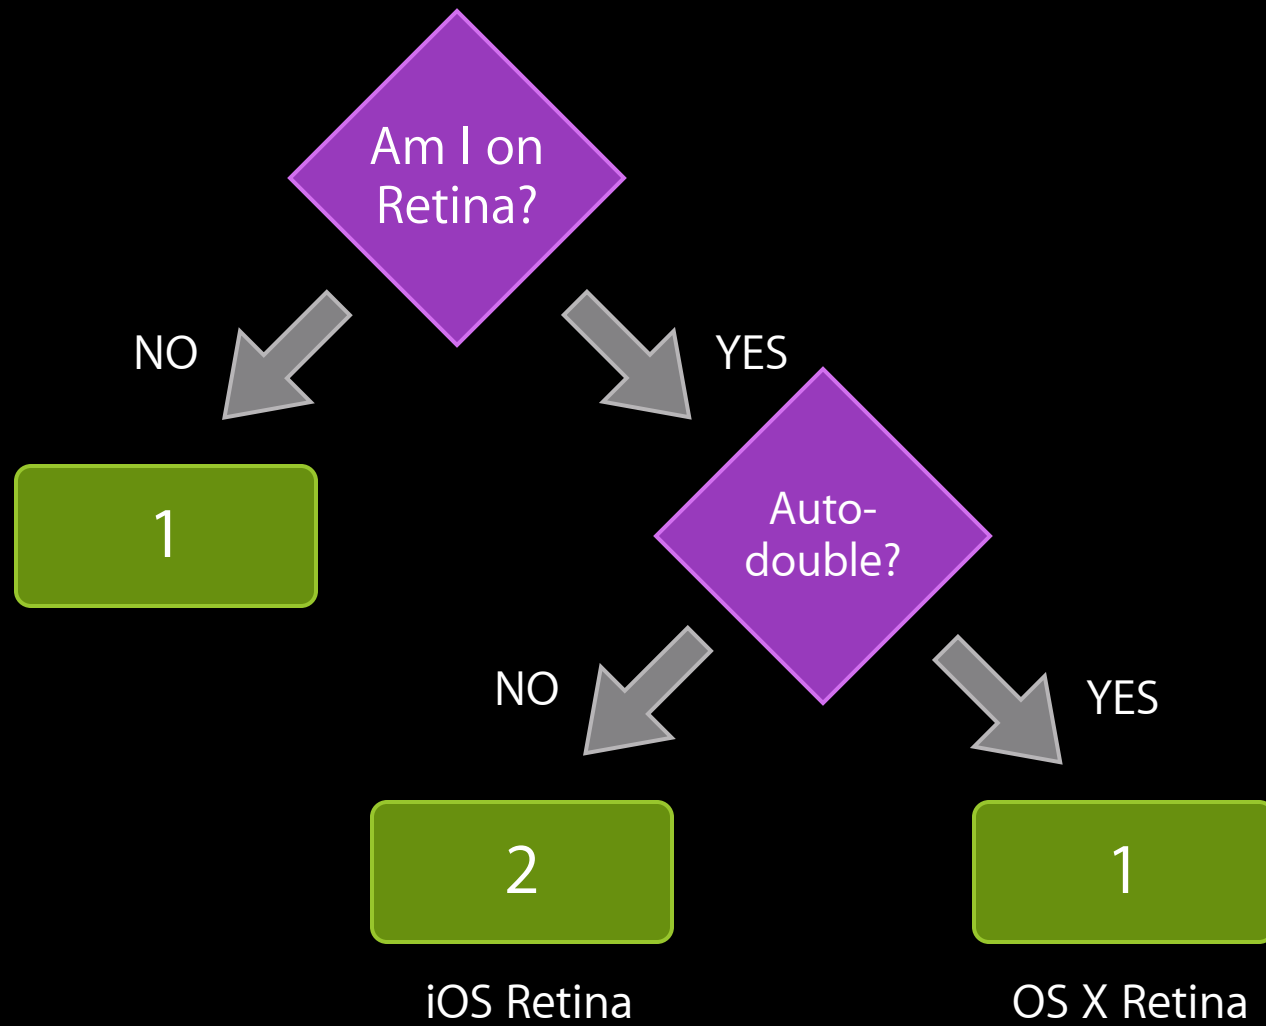 Am I on
Retina?
NO
YES
1
Auto-
double?
NO
YES
2
1
iOS Retina
OS X Retina